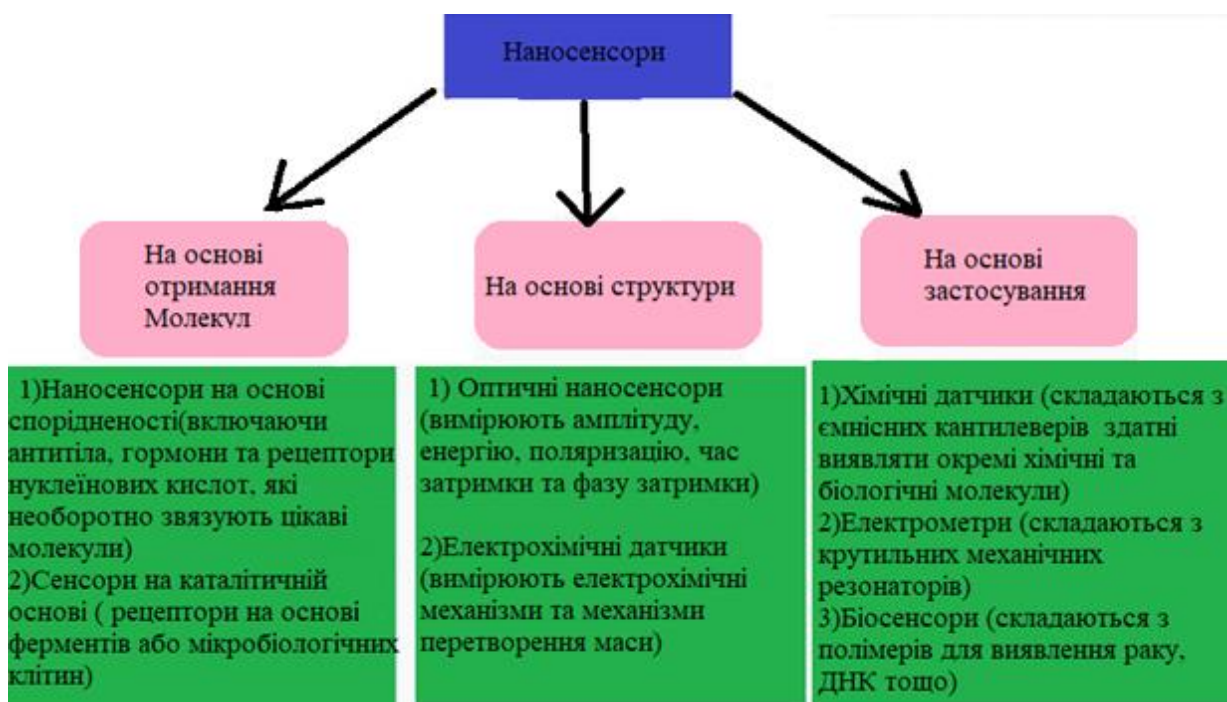 Наносенсори
На основі
отримання
Молекул
На основі структури
На основі
застосування
1)Наносенсори на основі
спорідненості(включаючи
антитіла, гормони та рецептори
нуклеїнових кислот, які
необоротно звязують цікаві
молекули)
2)Сенсори на каталітичній
основі ( рецептори на основі
ферментів або мікробіологічних
клітин)
1) Оптичні наносенсори
(вимірюють амплітуду,
енергію, поляризацію, час
затримки та фазу затримки)
2)Електрохімічні датчики
(вимірюють електрохімічні
механізми та механізми
перетворення маси)
1)Хімічні датчики (складаються з
ємнісних кантилеверів здатні
виявляти окремі хімічні та
біологічні молекули)
2)Електрометри (складаються з
крутильних механічних
резонаторів)
3)Біосенсори (складаються з
полімерів для виявлення раку,
ДНК тощо)